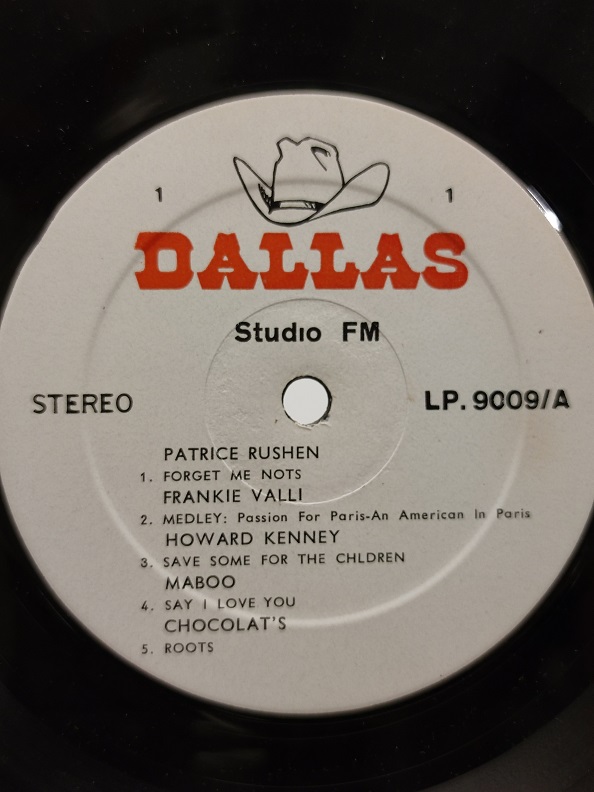 1 1
DALLAS
Studio FM
STEREO LP. 9009/A
PATRICE RUSHEN
1. FORGET ME NOTS
FRANKIE VALLI
2. MEDLEY: Passion For Paris-An American In Paris
HOWARD KENNEY
3. SAVE SOME FOR THE CHLDREN
MABOO
4. SAY I LOVE YOU
CHOCOLAT'S
5. ROOTS